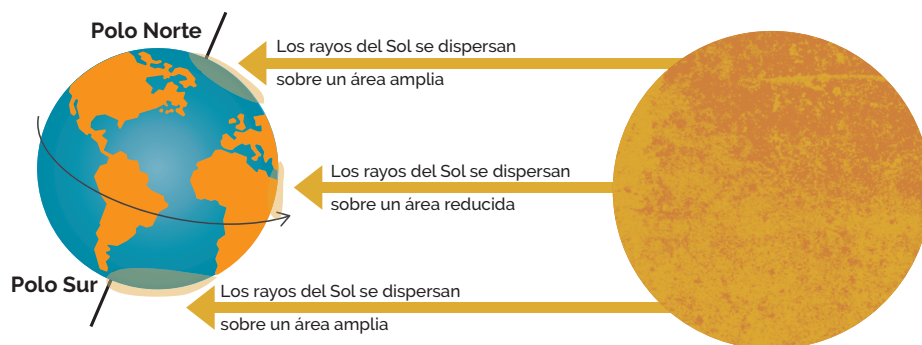 Polo Norte
Los rayos del Sol se dispersan
sobre un área amplia
Los rayos del Sol se dispersan
sobre un área reducida
Polo Sur
Los rayos del Sol se dispersan
sobre un área amplia